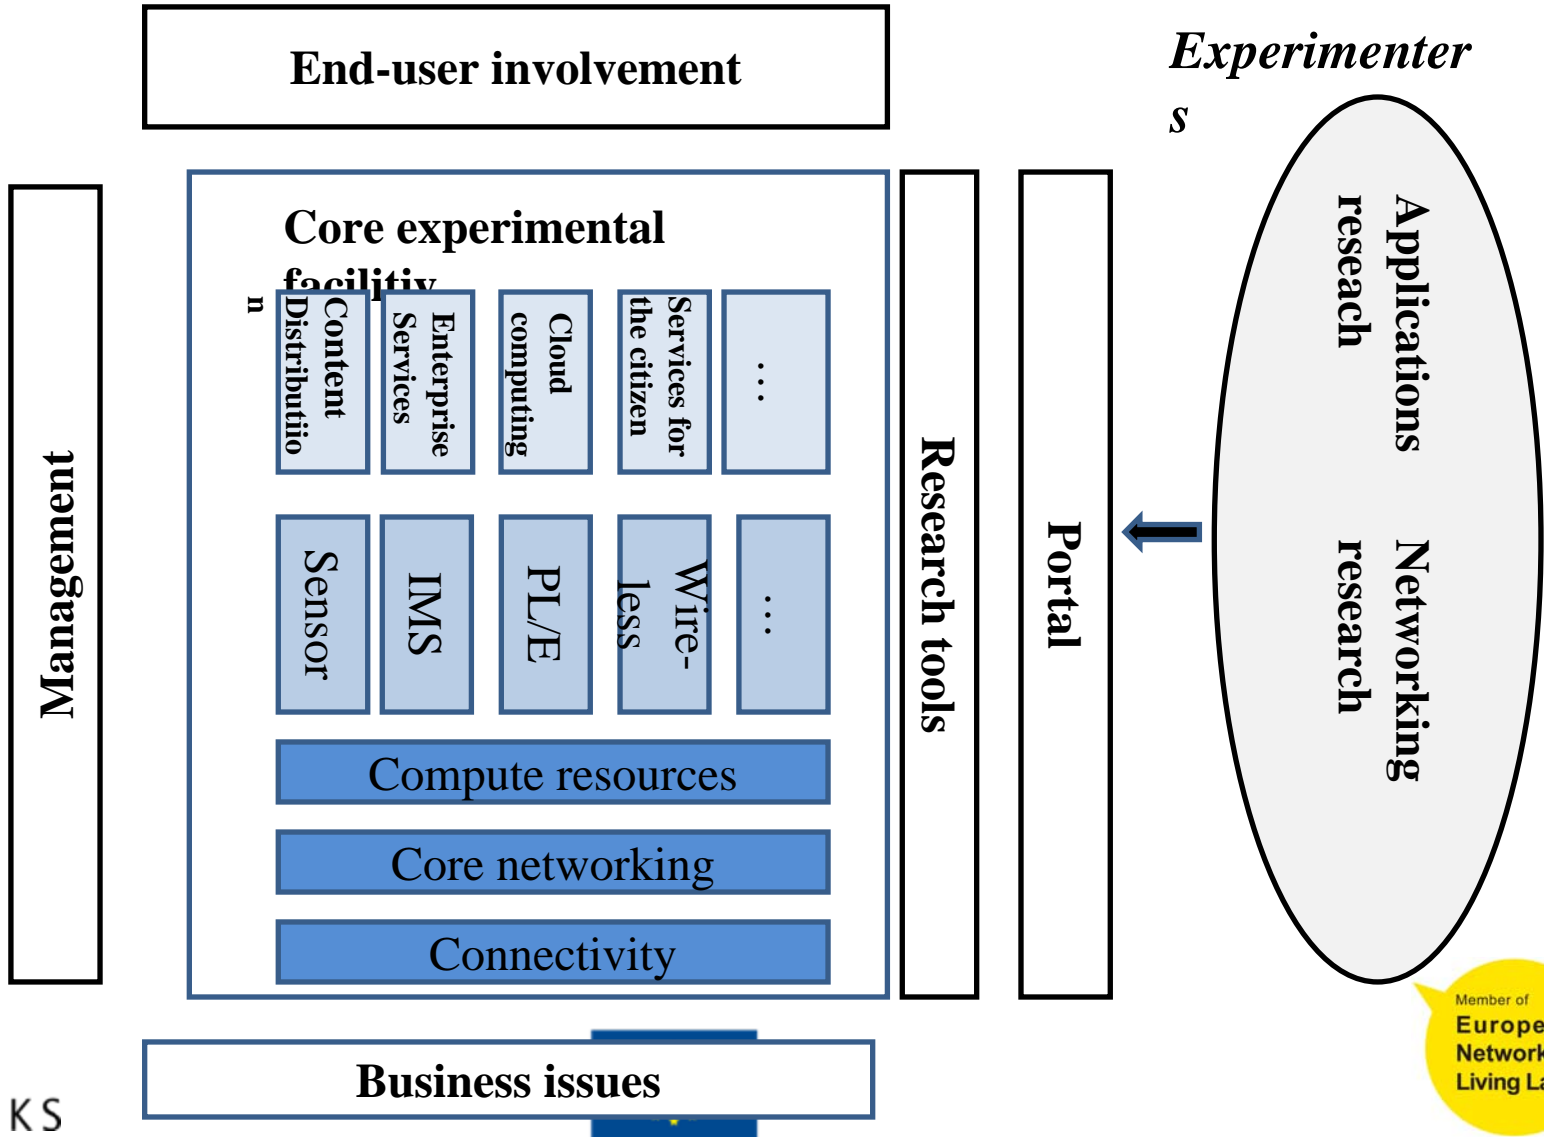 End-user involvement
Experimenter
s
Management
Core experimental
facilitiy
Content
Distributiio
n
Enterprise
Services
Cloud
computing
Services for
the citizen
...
Sensor
IMS
PL/E
Wire-
less
...
Compute resources
Core networking
Connectivity
Research tools
Portal
Applications
reseach
Networking
research
Business issues
KS
Member of
Europe
Network
Living La